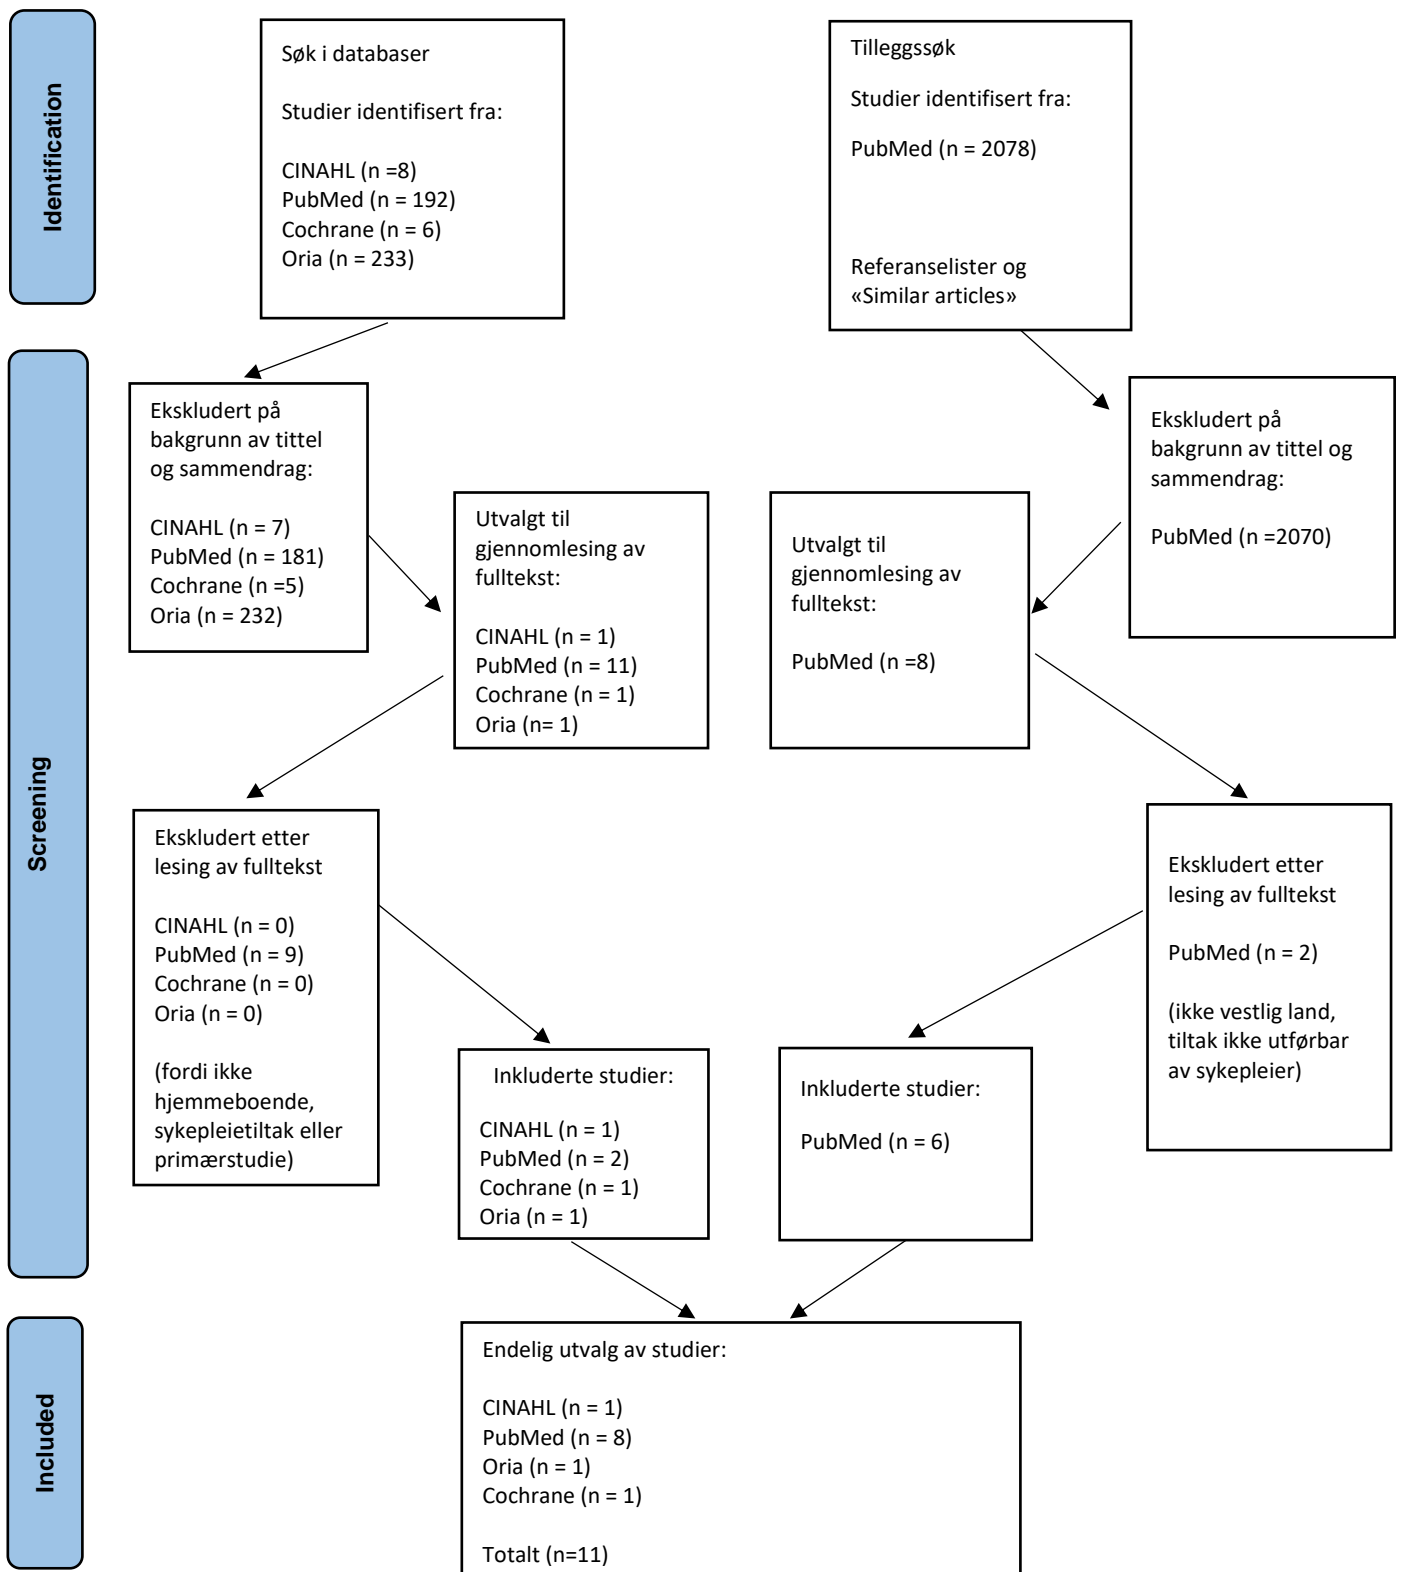 Identification
Søk i databaser
Studier identifisert fra:
CINAHL (n =8)
PubMed (n = 192)
Cochrane (n = 6)
Oria (n = 233)
Tilleggssøk
Studier identifisert fra:
PubMed (n = 2078)
Referanselister og
«Similar articles»
Screening
Ekskludert på
bakgrunn av tittel
og sammendrag:
CINAHL (n = 7)
PubMed (n = 181)
Cochrane (n =5)
Oria (n = 232)
Utvalgt til
gjennomlesing av
fulltekst:
CINAHL (n = 1)
PubMed (n = 11)
Cochrane (n = 1)
Oria (n= 1)
Utvalgt til
gjennomlesing av
fulltekst:
PubMed (n =8)
Ekskludert på
bakgrunn av tittel og
sammendrag:
PubMed (n =2070)
Ekskludert etter
lesing av fulltekst
CINAHL (n = 0)
PubMed (n = 9)
Cochrane (n = 0)
Oria (n = 0)
(fordi ikke
hjemmeboende,
sykepleietiltak eller
primærstudie)
Inkluderte studier:
CINAHL (n = 1)
PubMed (n = 2)
Cochrane (n = 1)
Oria (n = 1)
Inkluderte studier:
PubMed (n = 6)
Ekskludert etter
lesing av fulltekst
PubMed (n = 2)
(ikke vestlig land,
tiltak ikke utførbar
av sykepleier)
Included
Endelig utvalg av studier:
CINAHL (n = 1)
PubMed (n = 8)
Oria (n = 1)
Cochrane (n = 1)
Totalt (n=11)